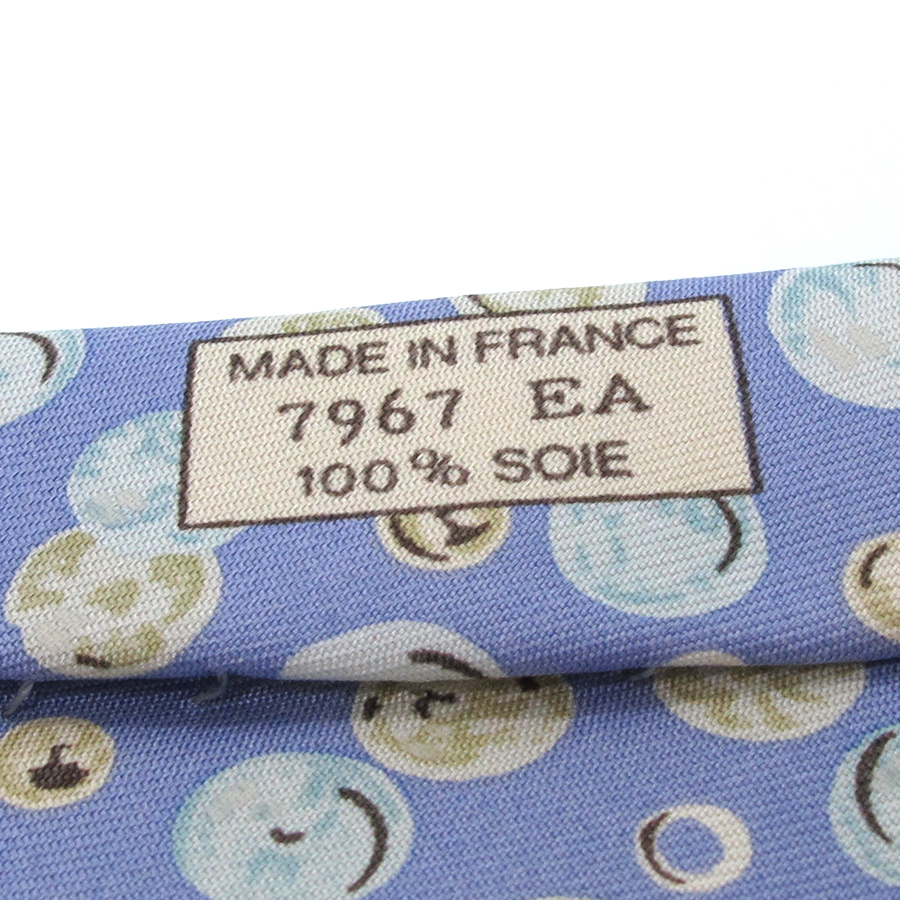 MADE IN FRANCE
7967 EA
100% SOIE